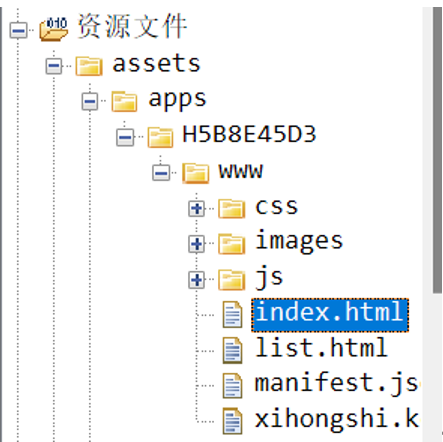 资源文件
assets
apps
H5B8E45D3
www
css
images
js
index.html
list.html
manifest.js
xihongshi.k